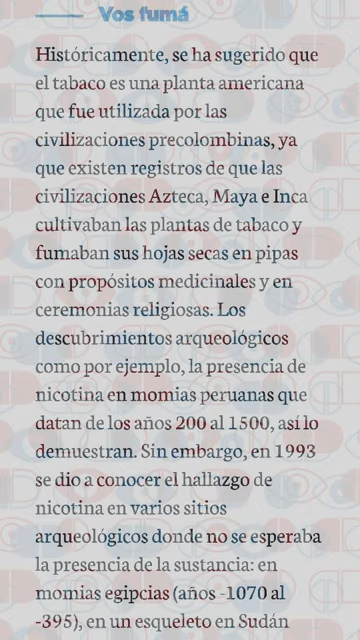 Vos fumá
Históricamente, se ha sugerido que
el tabaco es una planta americana
que fue utilizada por las
civilizaciones precolombinas, ya
que existen registros de que las
civilizaciones Azteca, Maya e Inca
cultivaban las plantas de tabaco y
fumaban sus hojas secas en pipas
con propósitos medicinales y en
ceremonias religiosas. Los
descubrimientos arqueológicos
como por ejemplo, la presencia de
nicotina en momias peruanas que
datan de los años 200 al 1500, así lo
demuestran. Sin embargo, en 1993
se dio a conocer el hallazgo de
nicotina en varios sitios
arqueológicos donde no se esperaba
la presencia de la sustancia: en
momias egipcias (años -1070 al
-395), en un esqueleto en Sudán